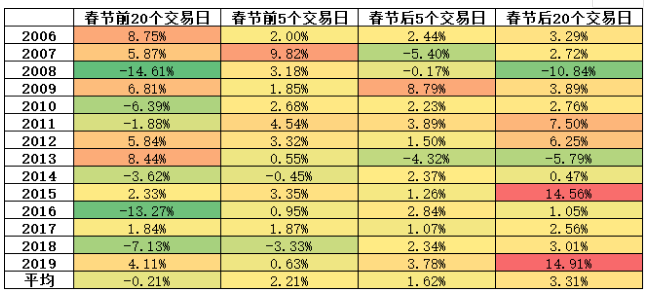 春节前20个交易日 春节前5个交易日 春节后5个交易日 春节后20个交易日
2006 8.75% 2.00% 2.44% 3.29%
2007 5.87% 9.82% -5.40% 2.72%
2008 -14.61% 3.18% -0.17% -10.84%
2009 6.81% 1.85% 8.79% 3.89%
2010 -6.39% 2.68% 2.23% 2.76%
2011 -1.88% 4.54% 3.89% 7.50%
2012 5.84% 3.32% 1.50% 6.25%
2013 8.44% 0.55% -4.32% -5.79%
2014 -3.62% -0.45% 2.37% 0.47%
2015 2.33% 3.35% 1.26% 14.56%
2016 -13.27% 0.95% 2.84% 1.05%
2017 1.84% 1.87% 1.07% 2.56%
2018 -7.13% -3.33% 2.34% 3.01%
2019 4.11% 0.63% 3.78% 14.91%
平均 -0.21% 2.21% 1.62% 3.31%